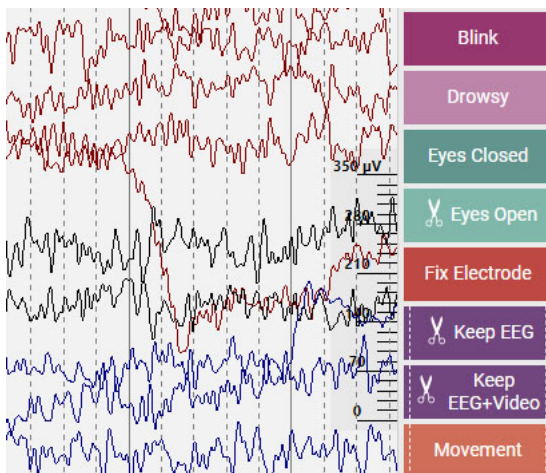 Blink
Drowsy
Eyes Closed
350 μV
280
Eyes Open
210
Fix Electrode
140
Keep EEG
70
Keep
EEG+Video
0
Movement